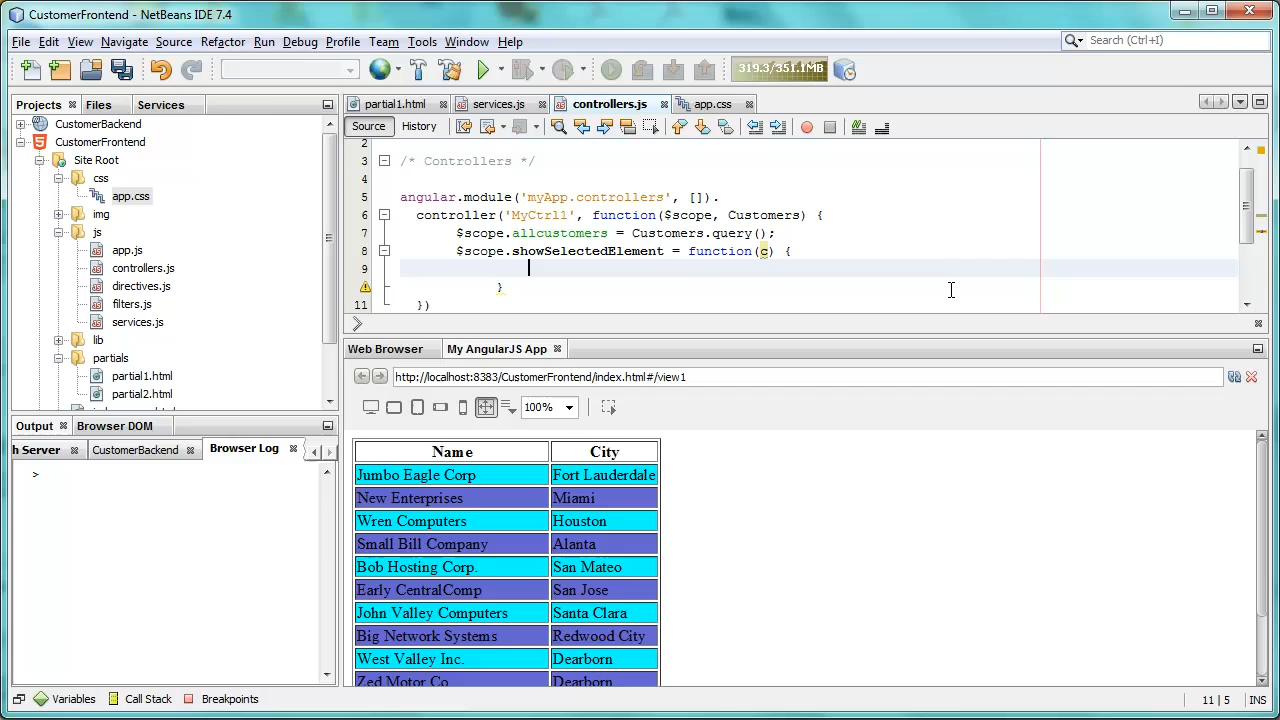 CustomerFrontend - NetBeans IDE 7.4
File Edit View Navigate Source Refactor Run Debug Profile Team Tools Window Help
Search (Ctrl+I)
319.3/351.1MB
Projects Files Services
CustomerBackend
CustomerFrontend
Site Root
css
app.css
img
js
app.js
controllers.js
directives.js
filters.js
services.js
lib
partials
partial1.html
partial2.html
partial1.html services.js controllers.js app.css
Source History
2
3 /* Controllers */
4
5 angular.module('myApp.controllers', []).
6 controller('MyCtrl1', function($scope, Customers) {
7 $scope.allcustomers = Customers.query();
8 $scope.showSelectedElement = function(c) {
9
}
11 })
Output Browser DOM
h Server CustomerBackend Browser Log
>
Web Browser My AngularJS App
http://localhost:8383/CustomerFrontend/index.html#/view1
100%
Name City
Jumbo Eagle Corp Fort Lauderdale
New Enterprises Miami
Wren Computers Houston
Small Bill Company Alanta
Bob Hosting Corp. San Mateo
Early CentralComp San Jose
John Valley Computers Santa Clara
Big Network Systems Redwood City
West Valley Inc. Dearborn
Zed Motor Co Dearborn
Variables Call Stack Breakpoints
11 | 5 INS